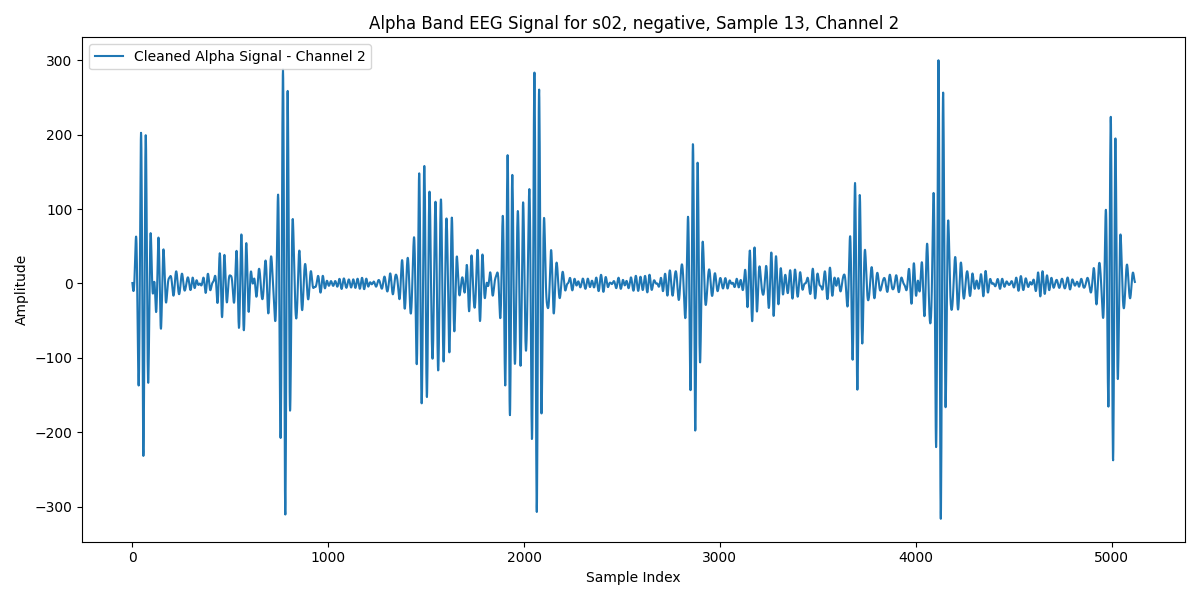 Alpha Band EEG Signal for s02, negative, Sample 13, Channel 2
Cleaned Alpha Signal - Channel 2
300
200
100
0
−100
−200
−300
Amplitude
0 1000 2000 3000 4000 5000
Sample Index